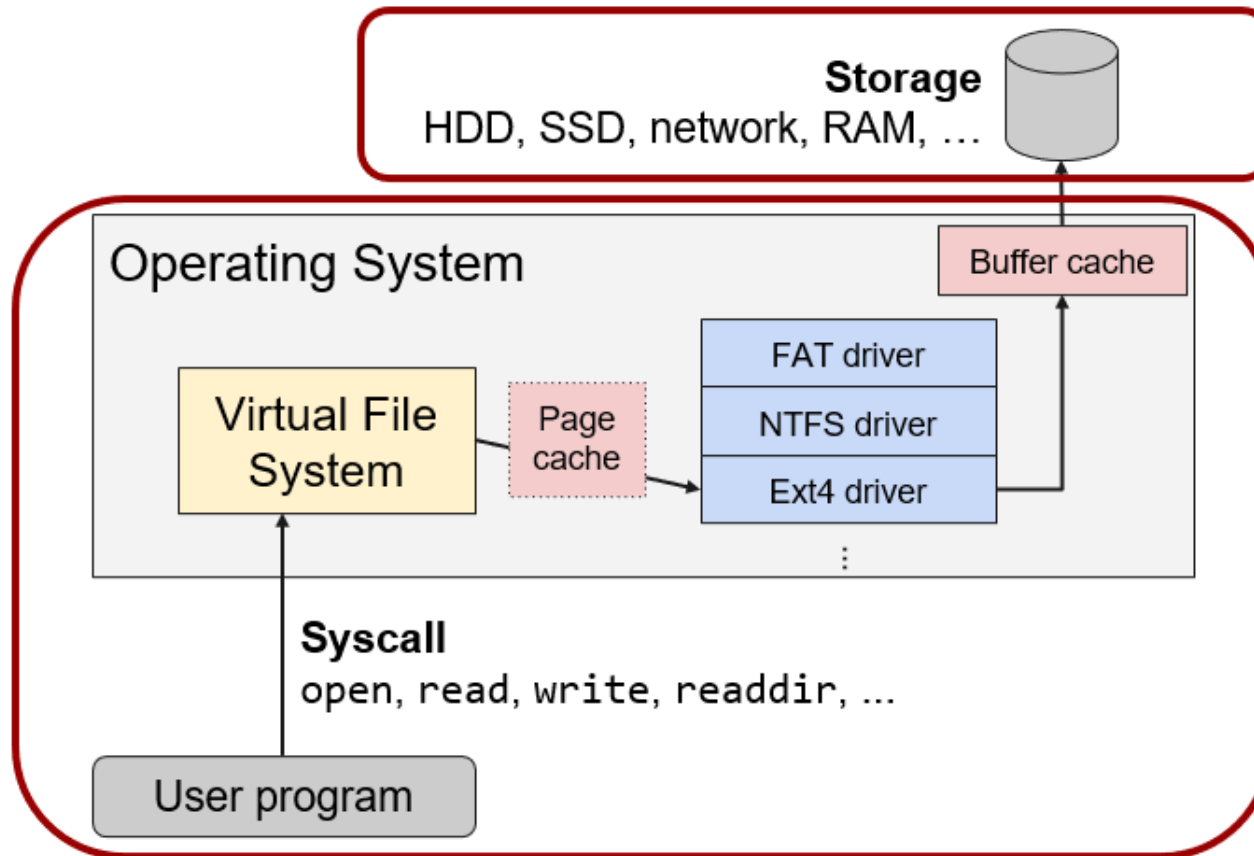 Storage
HDD, SSD, network, RAM, …
Operating System
Buffer cache
FAT driver
Virtual File
System
Page
cache
NTFS driver
Ext4 driver
...
Syscall
open, read, write, readdir, …
User program